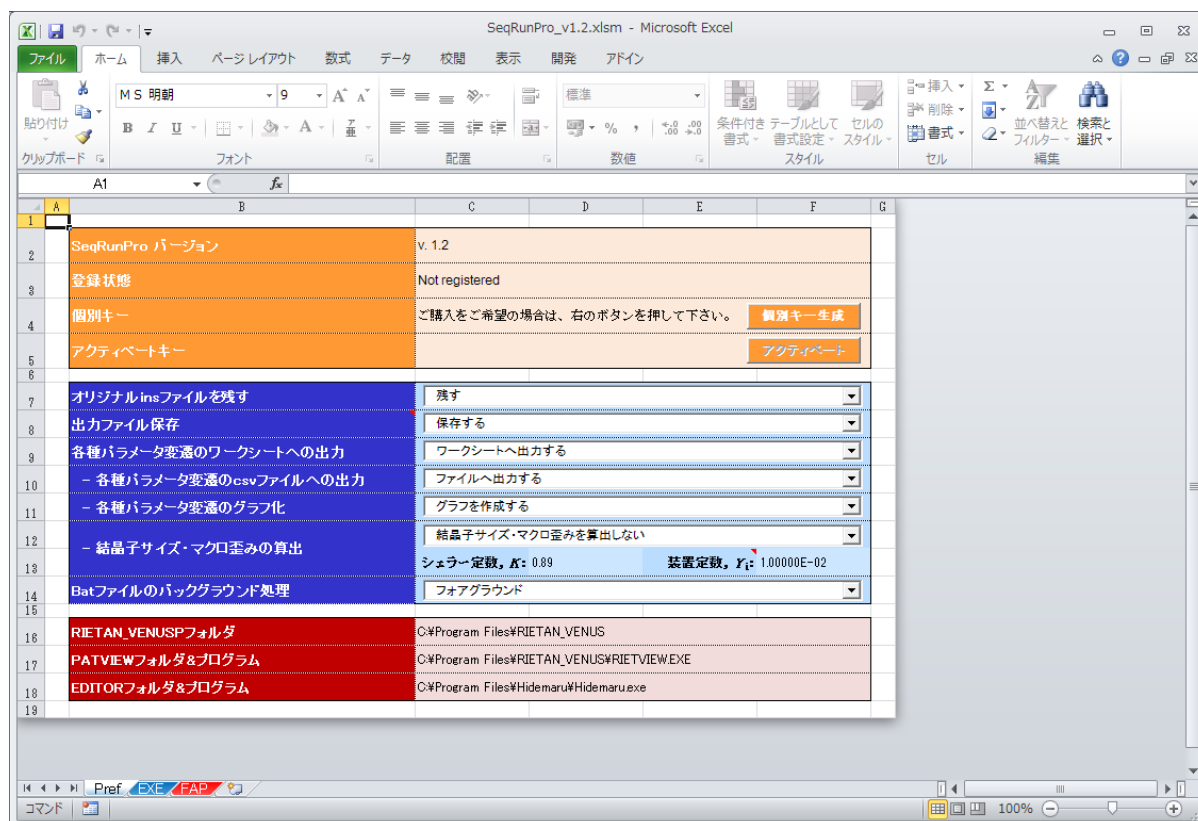 SeqRunPro_v1.2.xlsm - Microsoft Excel
ファイル ホーム 挿入 ページ レイアウト 数式 データ 校閲 表示 開発 アドイン
貼り付け
クリップボード
ＭＳ 明朝 9
B I U
フォント
配置
標準
数値
条件付き書式
テーブルとして書式設定
セルのスタイル
スタイル
挿入
削除
書式
セル
並べ替えとフィルター
検索と選択
編集
A1 fx
A B C D E F G
1
2 SeqRunPro バージョン v. 1.2
3 登録状態 Not registered
4 個別キー ご購入をご希望の場合は、右のボタンを押して下さい。 個別キー生成
5 アクティベートキー アクティベート
6
7 オリジナルinsファイルを残す 残す
8 出力ファイル保存 保存する
9 各種パラメータ変遷のワークシートへの出力 ワークシートへ出力する
10 - 各種パラメータ変遷のcsvファイルへの出力 ファイルへ出力する
11 - 各種パラメータ変遷のグラフ化 グラフを作成する
12 - 結晶子サイズ・マクロ歪みの算出 結晶子サイズ・マクロ歪みを算出しない
13 シェラー定数, K: 0.89 装置定数, Yi: 1.00000E-02
14 Batファイルのバックグラウンド処理 フォアグラウンド
15
16 RIETAN_VENUSPフォルダ C:¥Program Files¥RIETAN_VENUS
17 PATVIEWフォルダ&プログラム C:¥Program Files¥RIETAN_VENUS¥RIETVIEW.EXE
18 EDITORフォルダ&プログラム C:¥Program Files¥Hidemaru¥Hidemaru.exe
19
Pref EXE FAP
コマンド 100%